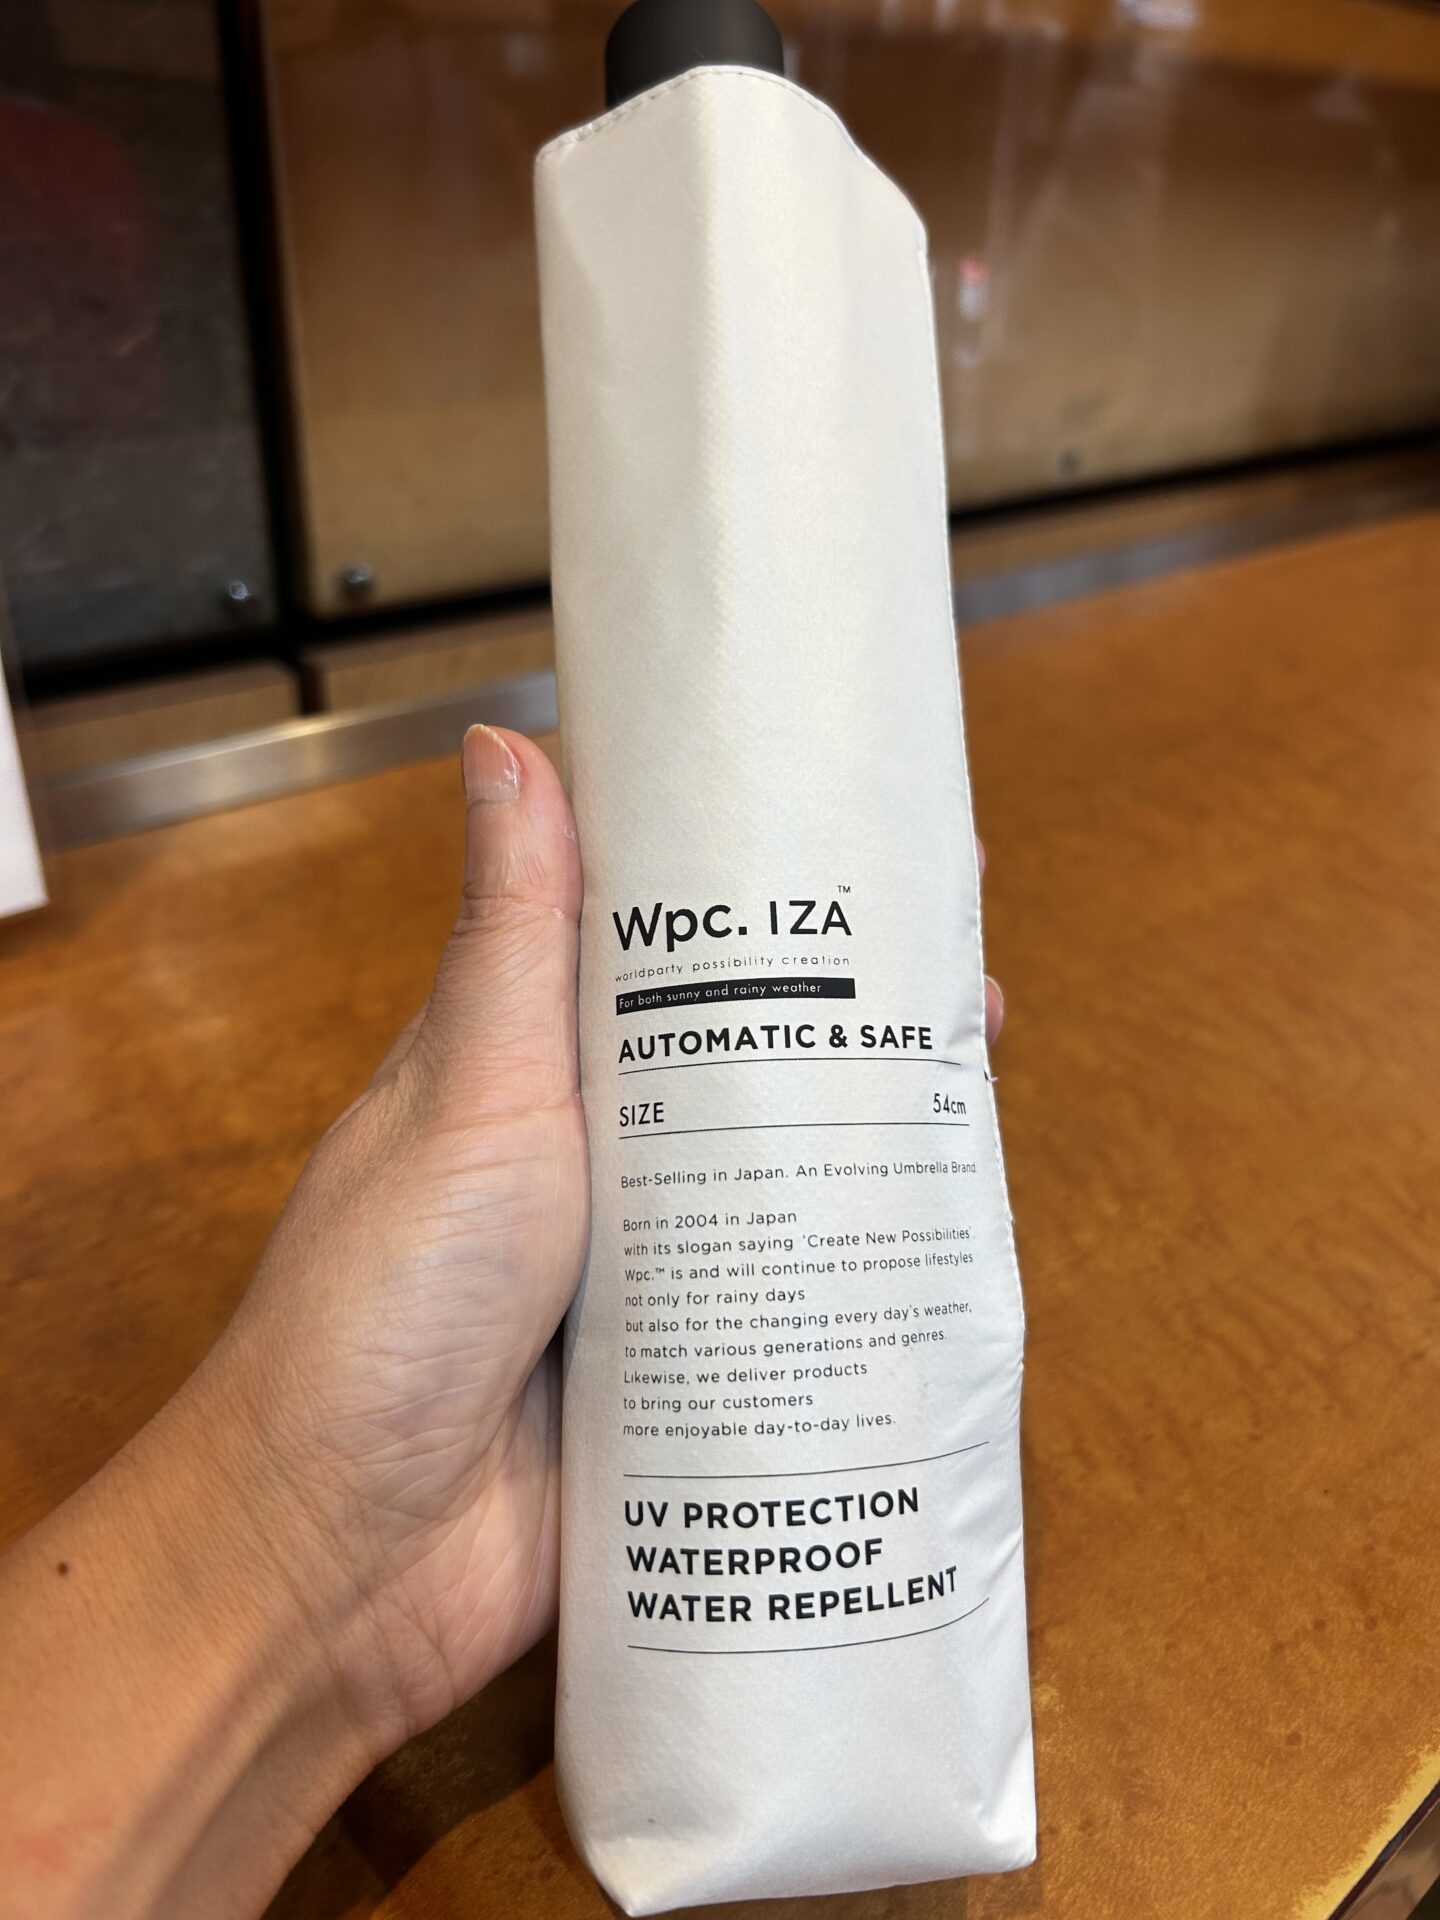 Wpc. IZA™
worldparty possibility creation
For both sunny and rainy weather
AUTOMATIC & SAFE
SIZE 54cm
Best-Selling in Japan. An Evolving Umbrella Brand.
Born in 2004 in Japan
with its slogan saying 'Create New Possibilities'.
Wpc.™ is and will continue to propose lifestyles
not only for rainy days
but also for the changing every day's weather,
to match various generations and genres.
Likewise, we deliver products
to bring our customers
more enjoyable day-to-day lives.
UV PROTECTION
WATERPROOF
WATER REPELLENT